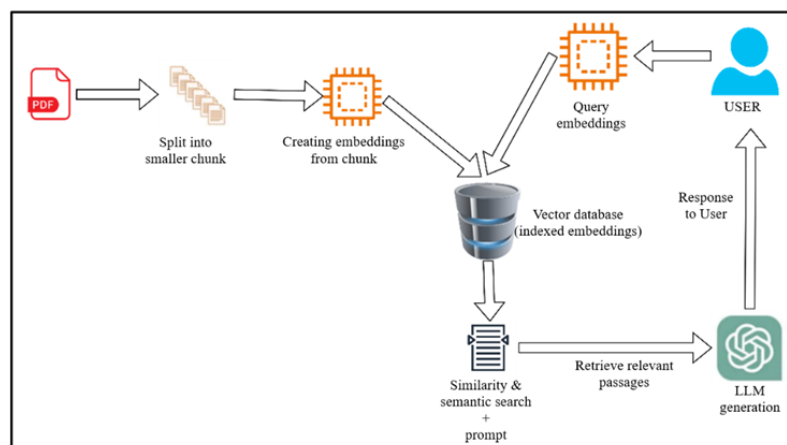 PDF
Split into
smaller chunk
Creating embeddings
from chunk
Query
embeddings
USER
Vector database
(indexed embeddings)
Response
to User
Similarity &
semantic search
+
prompt
Retrieve relevant
passages
LLM
generation